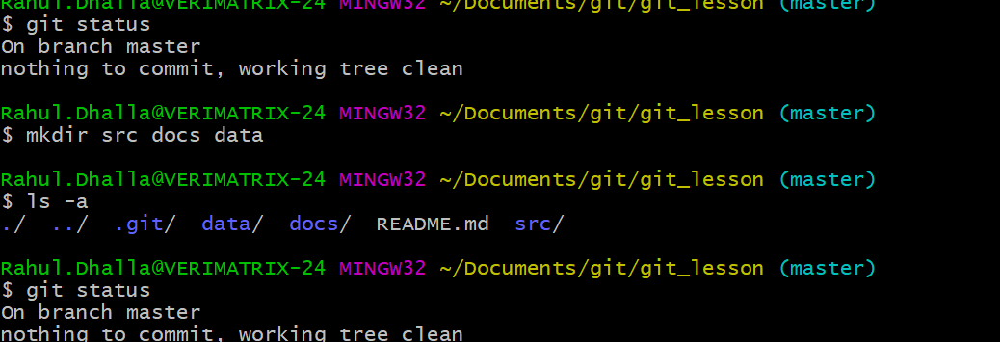 Rahul.Dhalla@VERIMATRIX-24 MINGW32 ~/Documents/git/git_lesson (master)
$ git status
On branch master
nothing to commit, working tree clean
Rahul.Dhalla@VERIMATRIX-24 MINGW32 ~/Documents/git/git_lesson (master)
$ mkdir src docs data
Rahul.Dhalla@VERIMATRIX-24 MINGW32 ~/Documents/git/git_lesson (master)
$ ls -a
./ ../ .git/ data/ docs/ README.md src/
Rahul.Dhalla@VERIMATRIX-24 MINGW32 ~/Documents/git/git_lesson (master)
$ git status
On branch master
nothing to commit, working tree clean